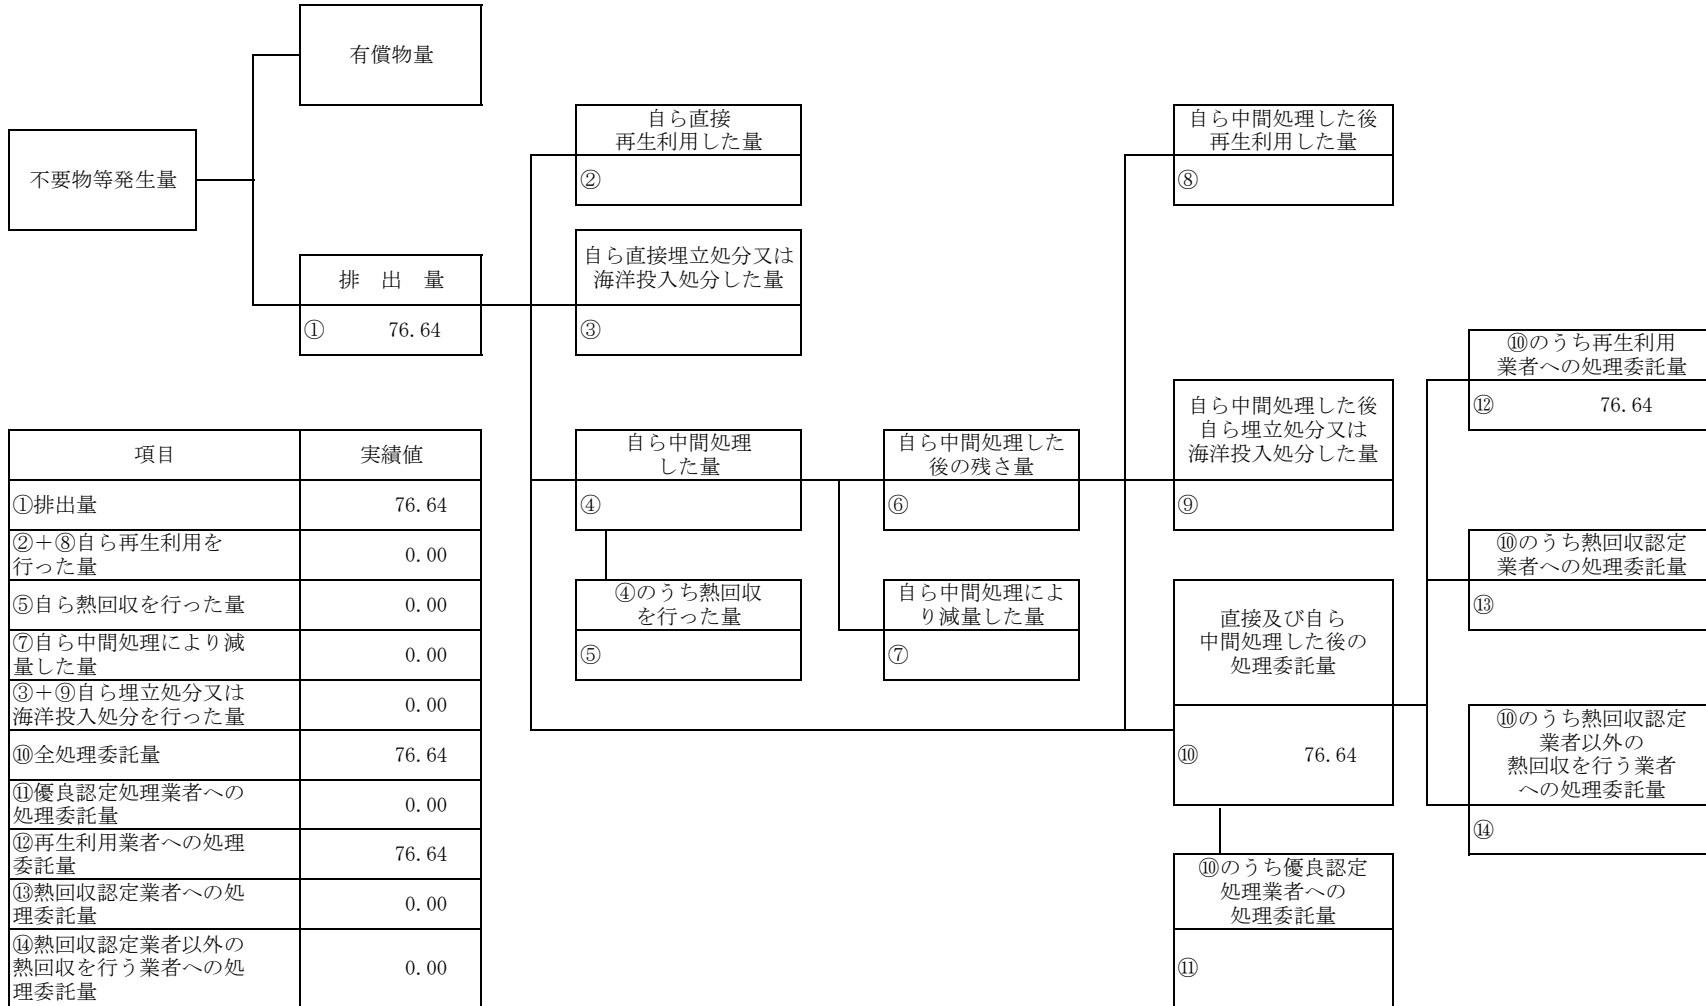 有償物量
不要物等発生量
排 出 量
① 76.64
自ら直接
再生利用した量
②
自ら直接埋立処分又は
海洋投入処分した量
③
自ら中間処理
した量
④
④のうち熱回収
を行った量
⑤
自ら中間処理した
後の残さ量
⑥
自ら中間処理によ
り減量した量
⑦
自ら中間処理した後
再生利用した量
⑧
自ら中間処理した後
自ら埋立処分又は
海洋投入処分した量
⑨
直接及び自ら
中間処理した後の
処理委託量
⑩ 76.64
⑩のうち優良認定
処理業者への
処理委託量
⑪
⑩のうち再生利用
業者への処理委託量
⑫ 76.64
⑩のうち熱回収認定
業者への処理委託量
⑬
⑩のうち熱回収認定
業者以外の
熱回収を行う業者
への処理委託量
⑭
項目 実績値
①排出量 76.64
②+⑧自ら再生利用を
行った量 0.00
⑤自ら熱回収を行った量 0.00
⑦自ら中間処理により減
量した量 0.00
③+⑨自ら埋立処分又は
海洋投入処分を行った量 0.00
⑩全処理委託量 76.64
⑪優良認定処理業者への
処理委託量 0.00
⑫再生利用業者への処理
委託量 76.64
⑬熱回収認定業者への処
理委託量 0.00
⑭熱回収認定業者以外の
熱回収を行う業者への処
理委託量 0.00